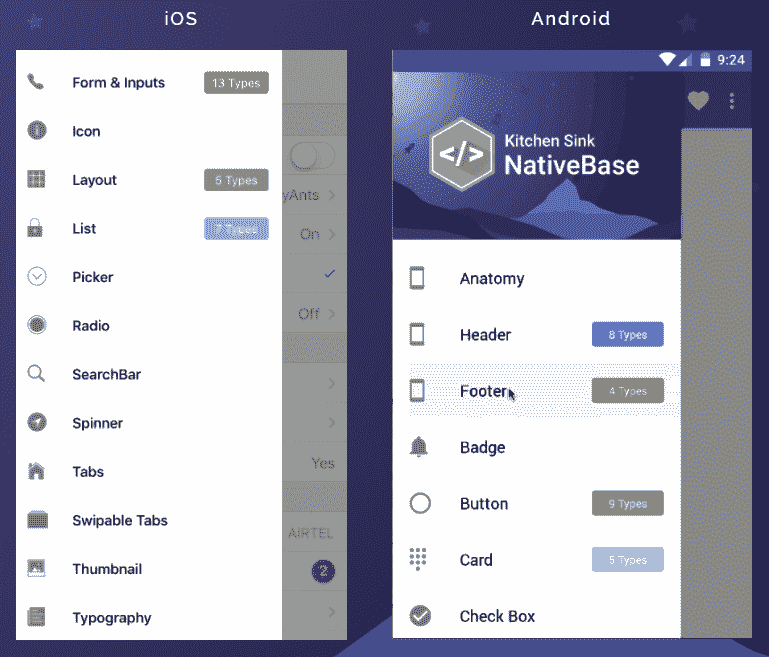 iOS
Form & Inputs 13 Types
Icon
Layout 5 Types
List 7 Types
Picker
Radio
SearchBar
Spinner
Tabs
Swipable Tabs
Thumbnail
Typography
yAnts
On
Off
Yes
AIRTEL
2
Android
9:24
Kitchen Sink
NativeBase
Anatomy
Header 8 Types
Footer 4 Types
Badge
Button 9 Types
Card 5 Types
Check Box